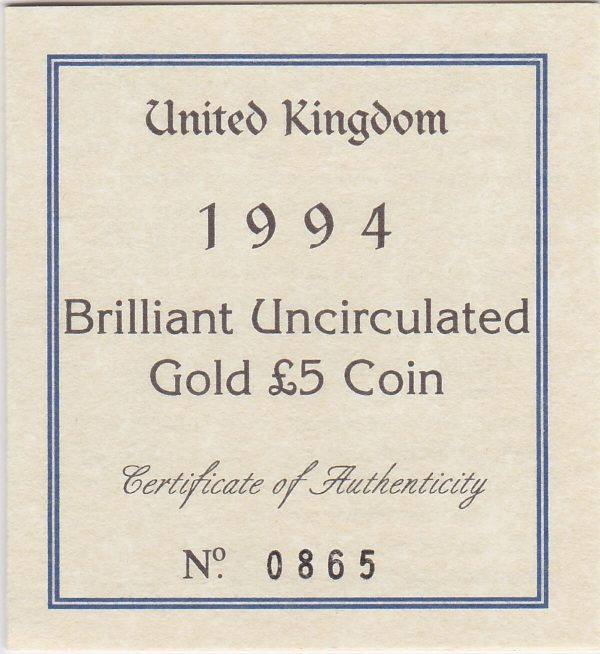 United Kingdom
1994
Brilliant Uncirculated
Gold £5 Coin
Certificate of Authenticity
Nº. 0865